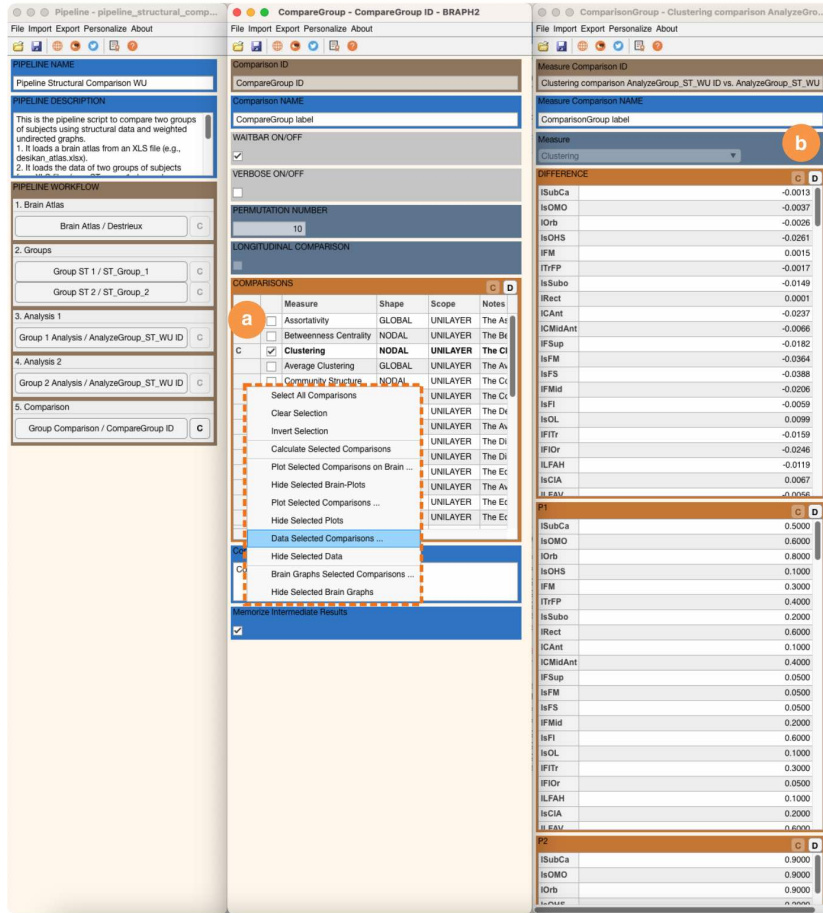 Pipeline - pipeline_structural_comp...
File Import Export Personalize About
PIPELINE NAME
Pipeline Structural Comparison WU
PIPELINE DESCRIPTION
This is the pipeline script to compare two groups
of subjects using structural data and weighted
undirected graphs.
1. It loads a brain atlas from an XLS file (e.g.,
desikan_atlas.xlsx).
2. It loads the data of two groups of subjects
PIPELINE WORKFLOW
1. Brain Atlas
Brain Atlas / Destrieux C
2. Groups
Group ST 1 / ST_Group_1 C
Group ST 2 / ST_Group_2 C
3. Analysis 1
Group 1 Analysis / AnalyzeGroup_ST_WU ID C
4. Analysis 2
Group 2 Analysis / AnalyzeGroup_ST_WU ID C
5. Comparison
Group Comparison / CompareGroup ID C
CompareGroup - CompareGroup ID - BRAPH2
File Import Export Personalize About
Comparison ID
CompareGroup ID
Comparison NAME
CompareGroup label
WAITBAR ON/OFF
VERBOSE ON/OFF
PERMUTATION NUMBER
10
LONGITUDINAL COMPARISON
COMPARISONS C D
a
Measure Shape Scope Notes
Assortativity GLOBAL UNILAYER The As
Betweenness Centrality NODAL UNILAYER The Be
C Clustering NODAL UNILAYER The Cl
Average Clustering GLOBAL UNILAYER The Av
Community Structure NODAL UNILAYER The Co
UNILAYER The Co
UNILAYER The De
UNILAYER The Av
UNILAYER The Di
UNILAYER The Di
UNILAYER The Ec
UNILAYER The Av
UNILAYER The Ec
UNILAYER The Ec
Select All Comparisons
Clear Selection
Invert Selection
Calculate Selected Comparisons
Plot Selected Comparisons on Brain ...
Hide Selected Brain-Plots
Plot Selected Comparisons ...
Hide Selected Plots
Data Selected Comparisons ...
Hide Selected Data
Brain Graphs Selected Comparisons ...
Hide Selected Brain Graphs
Memorize Intermediate Results
ComparisonGroup - Clustering comparison AnalyzeGro...
File Import Export Personalize About
Measure Comparison ID
Clustering comparison AnalyzeGroup_ST_WU ID vs. AnalyzeGroup_ST_WU
Measure Comparison NAME
ComparisonGroup label
Measure
Clustering
b
DIFFERENCE C D
lSubCa -0.0013
lsOMO -0.0037
lOrb -0.0026
lsOHS -0.0261
lFM 0.0015
lTrFP -0.0017
lsSubo -0.0149
lRect 0.0001
lCAnt -0.0237
lCMidAnt -0.0066
lFSup -0.0182
lsFM -0.0364
lsFS -0.0388
lFMid -0.0206
lsFI -0.0059
lsOL 0.0099
lFITr -0.0159
lFIOr -0.0246
lLFAH -0.0119
lsCIA 0.0067
lLFAV -0.0056
P1 C D
lSubCa 0.5000
lsOMO 0.6000
lOrb 0.8000
lsOHS 0.1000
lFM 0.3000
lTrFP 0.4000
lsSubo 0.2000
lRect 0.6000
lCAnt 0.1000
lCMidAnt 0.4000
lFSup 0.0500
lsFM 0.0500
lsFS 0.0500
lFMid 0.2000
lsFI 0.6000
lsOL 0.1000
lFITr 0.3000
lFIOr 0.0500
lLFAH 0.1000
lsCIA 0.2000
lLFAV 0.6000
P2 C D
lSubCa 0.9000
lsOMO 0.9000
lOrb 0.9000